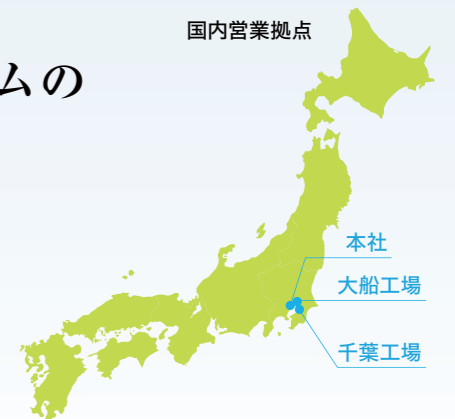 国内営業拠点
ムの
本社
大船工場
千葉工場